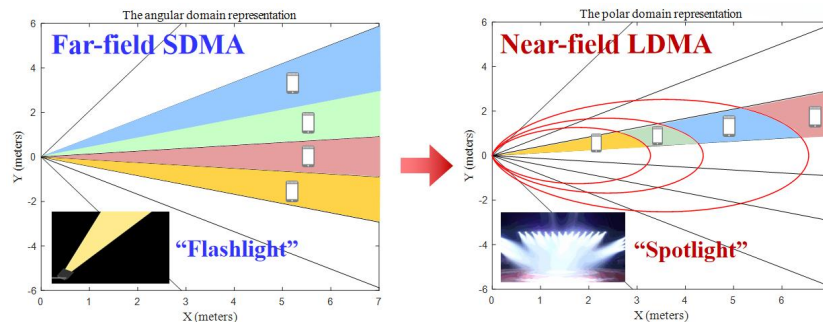 The angular domain representation
Far-field SDMA
"Flashlight"
Y (meters)
6
4
2
0
-2
-4
-6
0
1
2
3
4
5
6
7
X (meters)
The polar domain representation
Near-field LDMA
"Spotlight"
Y (meters)
6
4
2
0
-2
-4
-6
0
1
2
3
4
5
6
X (meters)